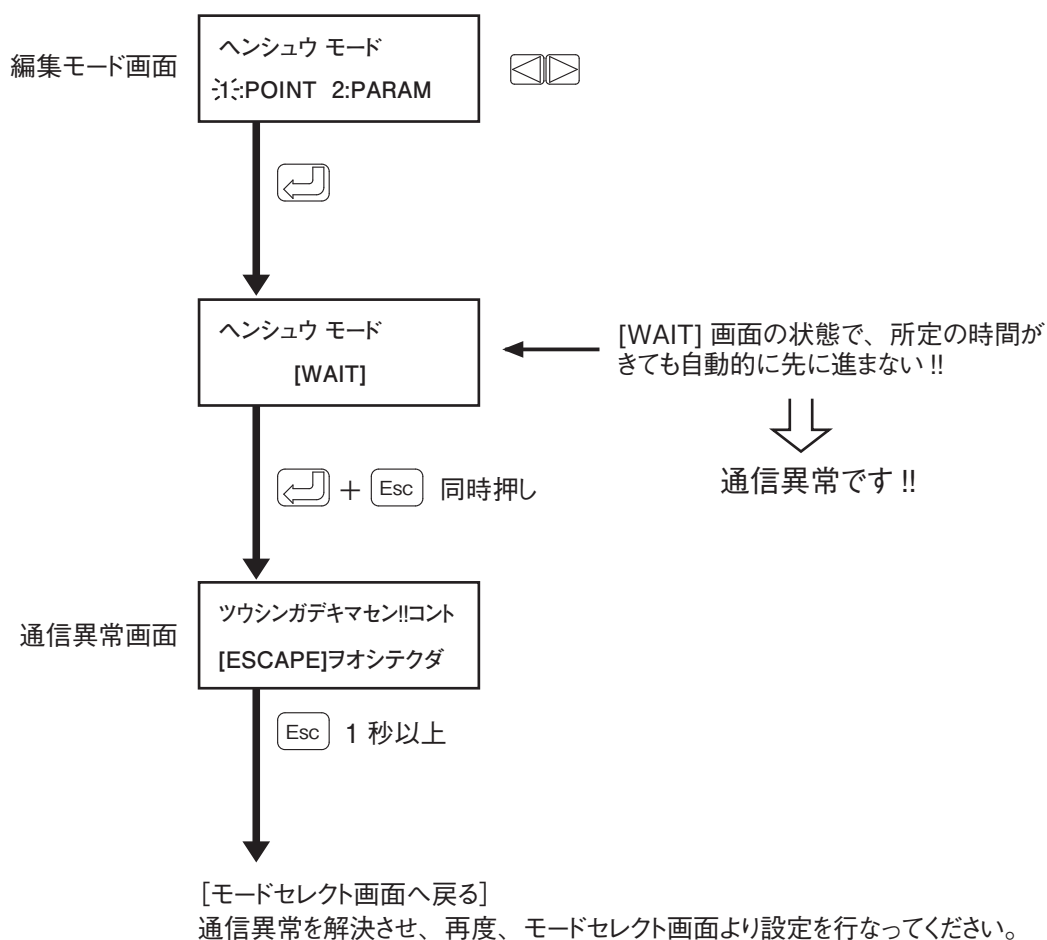 編集モード画面
ヘンシュウ モード
1:POINT 2:PARAM
ヘンシュウ モード
[WAIT]
[WAIT] 画面の状態で、所定の時間が
きても自動的に先に進まない!!
通信異常です!!
+ Esc 同時押し
通信異常画面
ツウシンガデキマセン!!コント
[ESCAPE]ヲオシテクダ
Esc 1 秒以上
[モードセレクト画面へ戻る]
通信異常を解決させ、再度、モードセレクト画面より設定を行なってください。